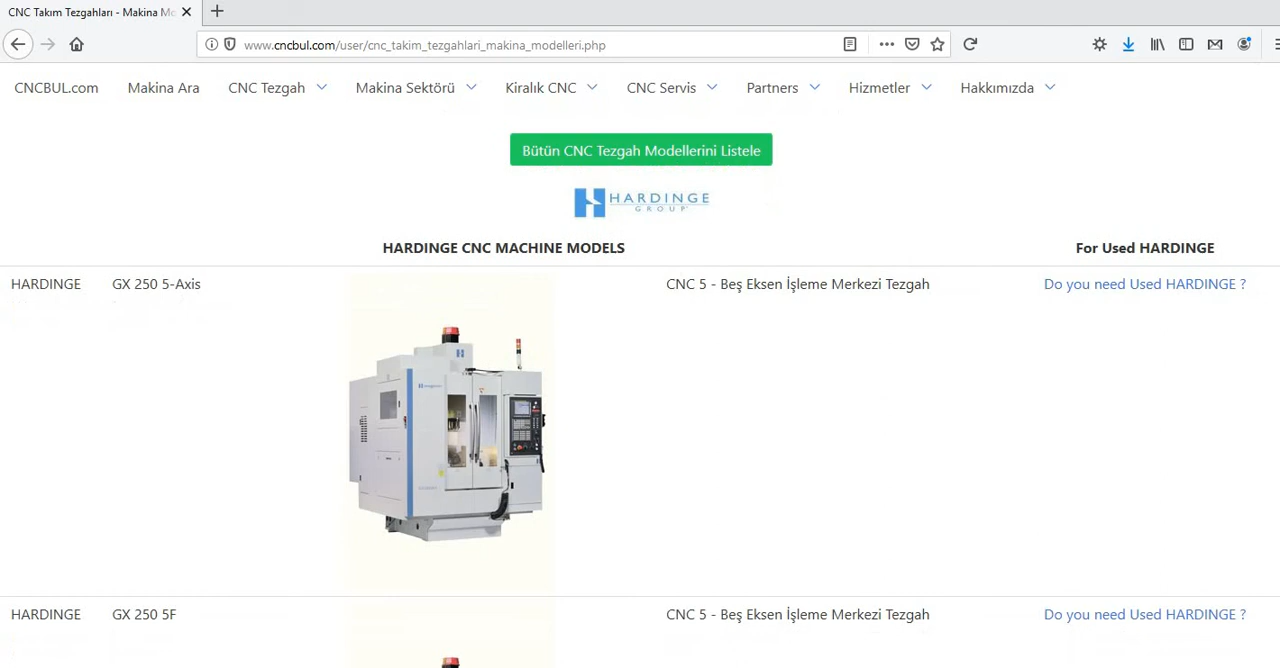 CNC Takım Tezgahları - Makina Mo
www.cncbul.com/user/cnc_takim_tezgahlari_makina_modelleri.php
CNCBUL.com Makina Ara CNC Tezgah Makina Sektörü Kiralık CNC CNC Servis Partners Hizmetler Hakkımızda
Bütün CNC Tezgah Modellerini Listele
HARDINGE
GROUP
HARDINGE CNC MACHINE MODELS For Used HARDINGE
HARDINGE GX 250 5-Axis CNC 5 - Beş Eksen İşleme Merkezi Tezgah Do you need Used HARDINGE ?
HARDINGE GX 250 5F CNC 5 - Beş Eksen İşleme Merkezi Tezgah Do you need Used HARDINGE ?